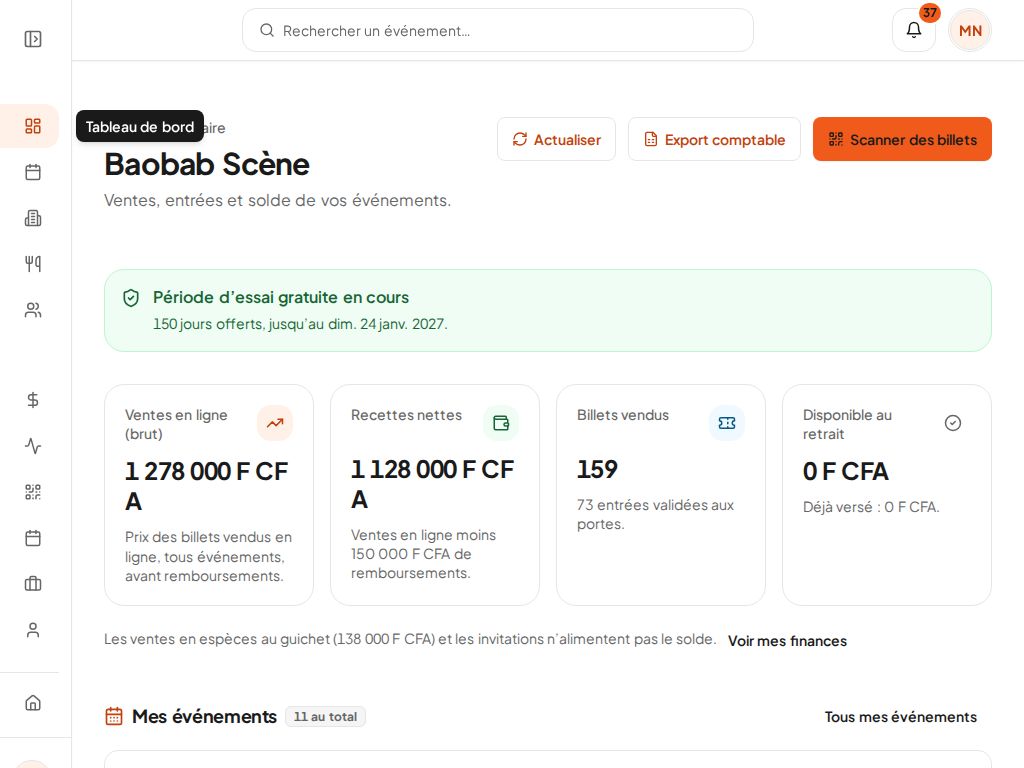 Rechercher un événement…
37
MN
Tableau de bord
Baobab Scène
Ventes, entrées et solde de vos événements.
Actualiser
Export comptable
Scanner des billets
Période d’essai gratuite en cours
150 jours offerts, jusqu’au dim. 24 janv. 2027.
Ventes en ligne
(brut)
1 278 000 F CF
A
Prix des billets vendus en
ligne, tous événements,
avant remboursements.
Recettes nettes
1 128 000 F CF
A
Ventes en ligne moins
150 000 F CFA de
remboursements.
Billets vendus
159
73 entrées validées aux
portes.
Disponible au
retrait
0 F CFA
Déjà versé : 0 F CFA.
Les ventes en espèces au guichet (138 000 F CFA) et les invitations n’alimentent pas le solde.
Voir mes finances
Mes événements
11 au total
Tous mes événements